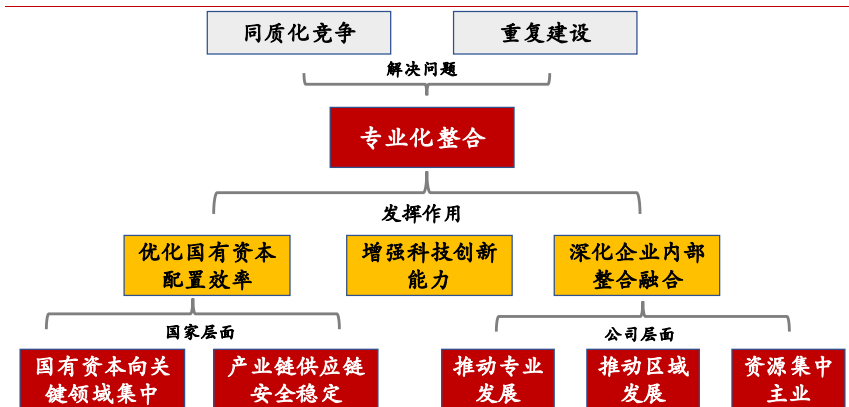 同质化竞争
重复建设
解决问题
专业化整合
发挥作用
优化国有资本
配置效率
增强科技创新
能力
深化企业内部
整合融合
国家层面
公司层面
国有资本向关
键领域集中
产业链供应链
安全稳定
推动专业
发展
推动区域
发展
资源集中
主业